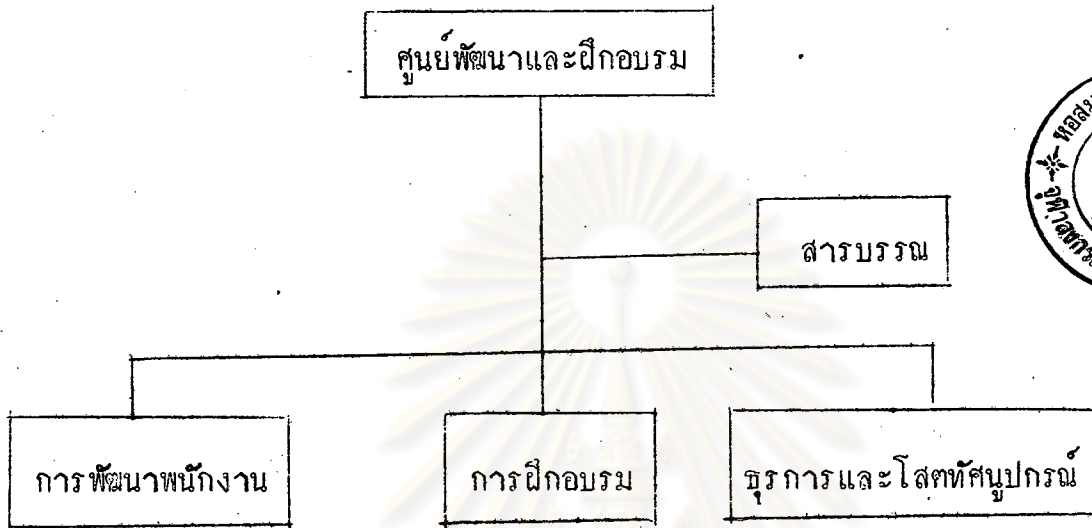 ศูนย์พัฒนาและฝึกอบรม
สารบรรณ
การพัฒนาพนักงาน
การฝึกอบรม
ธุรการและโสตทัศนูปกรณ์